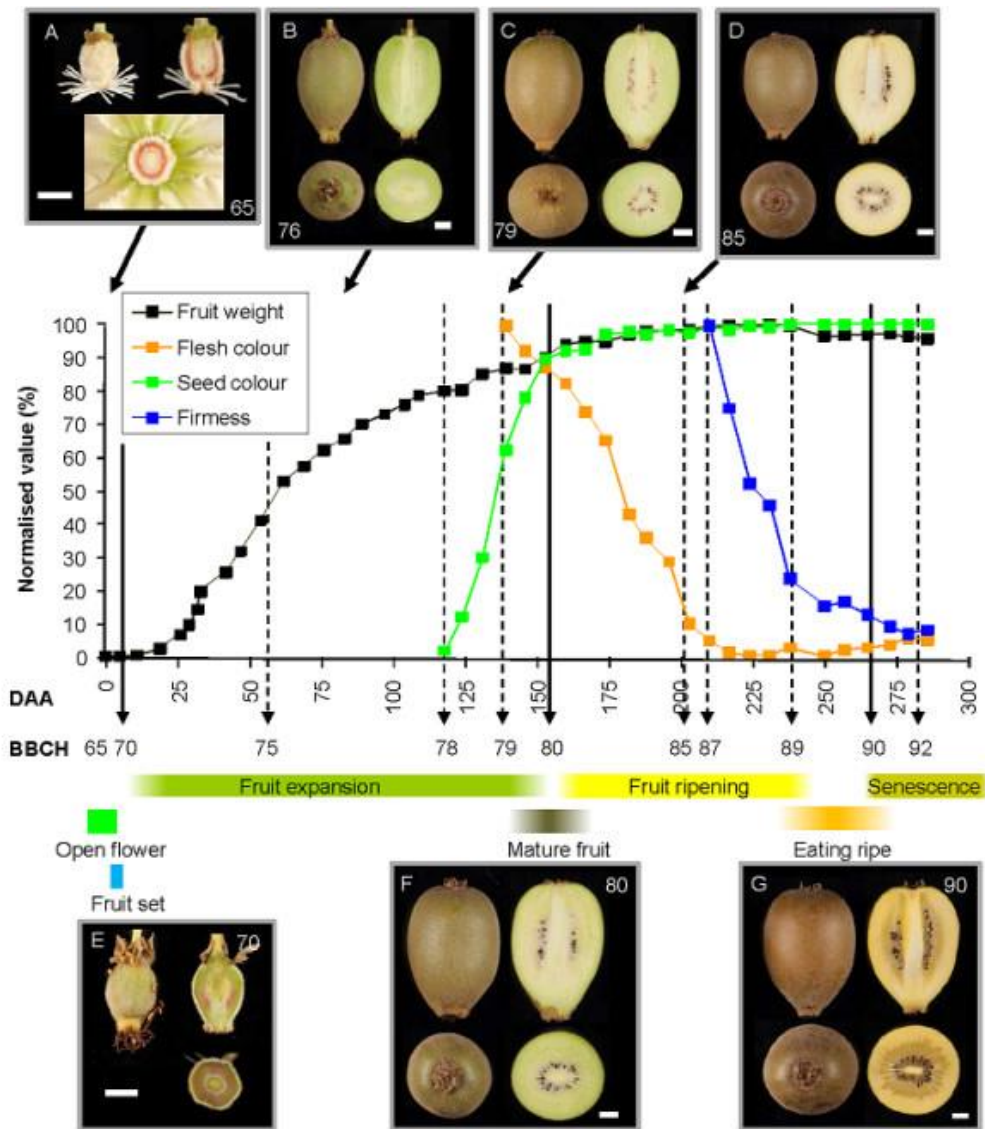 A
65
B
76
C
79
D
85
Fruit weight
Flesh colour
Seed colour
Firmness
Normalised value (%)
100
90
80
70
60
50
40
30
20
10
0
DAA
0 25 50 75 100 125 150 175 200 225 250 275 300
BBCH 65 70 75 78 79 80 85 87 89 90 92
Fruit expansion Fruit ripening Senescence
Open flower Mature fruit Eating ripe
Fruit set
E 70
F 80
G 90